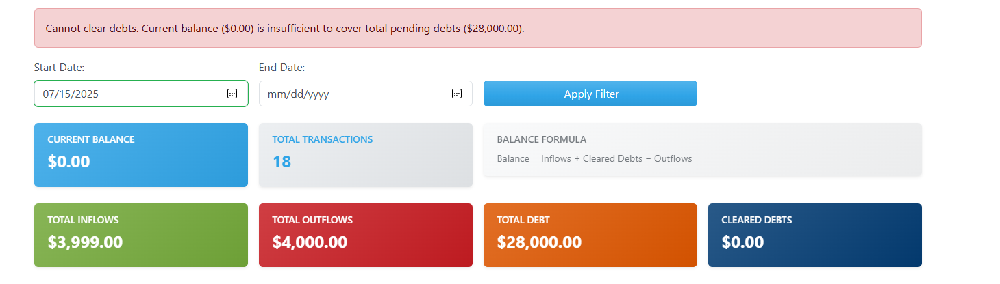 Cannot clear debts. Current balance ($0.00) is insufficient to cover total pending debts ($28,000.00).
Start Date:
End Date:
07/15/2025
mm/dd/yyyy
Apply Filter
CURRENT BALANCE
$0.00
TOTAL TRANSACTIONS
18
BALANCE FORMULA
Balance = Inflows + Cleared Debts − Outflows
TOTAL INFLOWS
$3,999.00
TOTAL OUTFLOWS
$4,000.00
TOTAL DEBT
$28,000.00
CLEARED DEBTS
$0.00